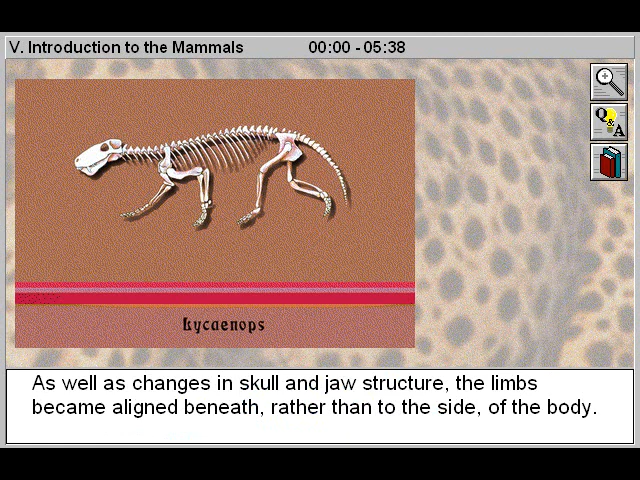 V. Introduction to the Mammals 00:00 - 05:38
Q&A
Lycaenops
As well as changes in skull and jaw structure, the limbs
became aligned beneath, rather than to the side, of the body.